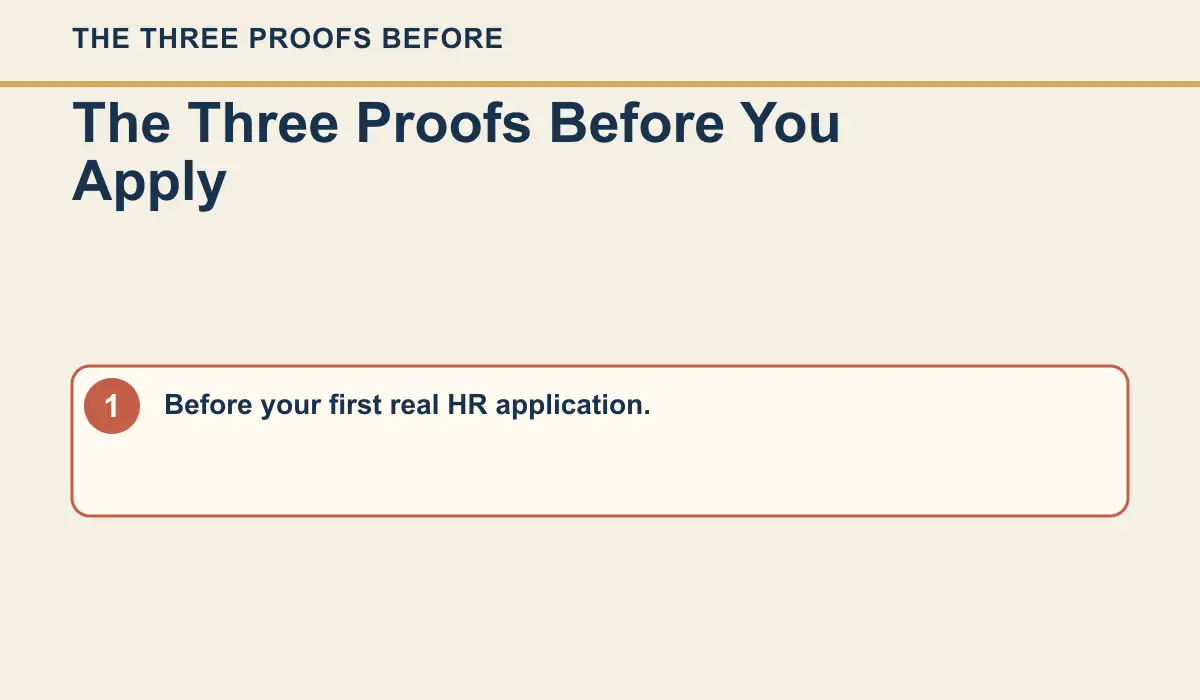 THE THREE PROOFS BEFORE
The Three Proofs Before You
Apply
1
Before your first real HR application.